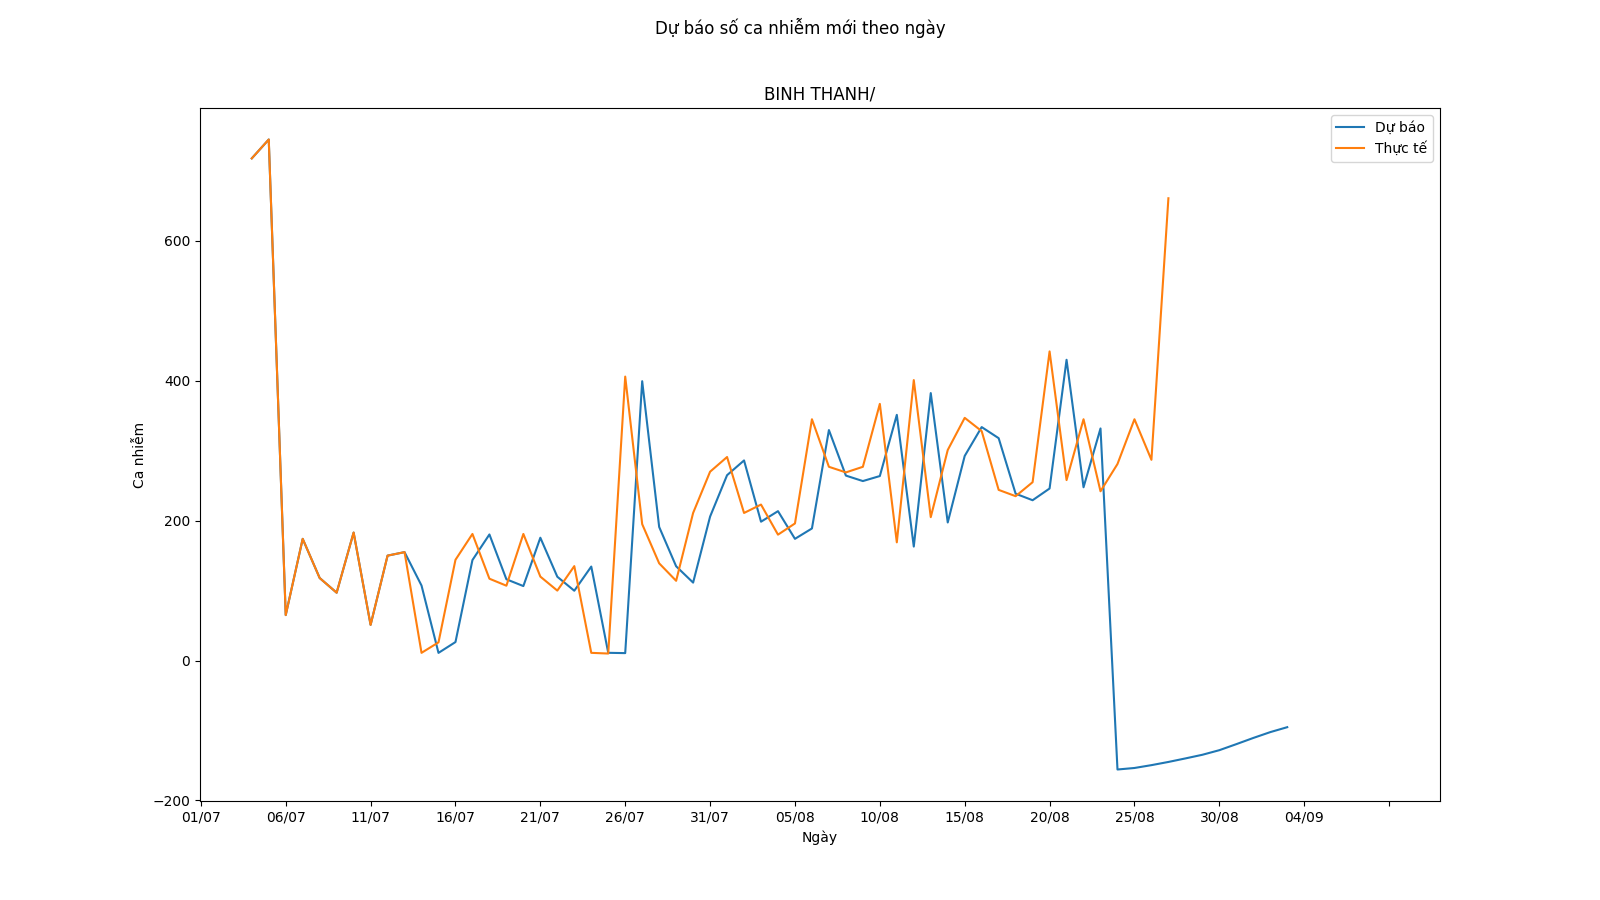 Dự báo số ca nhiễm mới theo ngày
BINH THANH/
Dự báo
Thực tế
Ca nhiễm
600
400
200
0
−200
01/07 06/07 11/07 16/07 21/07 26/07 31/07 05/08 10/08 15/08 20/08 25/08 30/08 04/09
Ngày